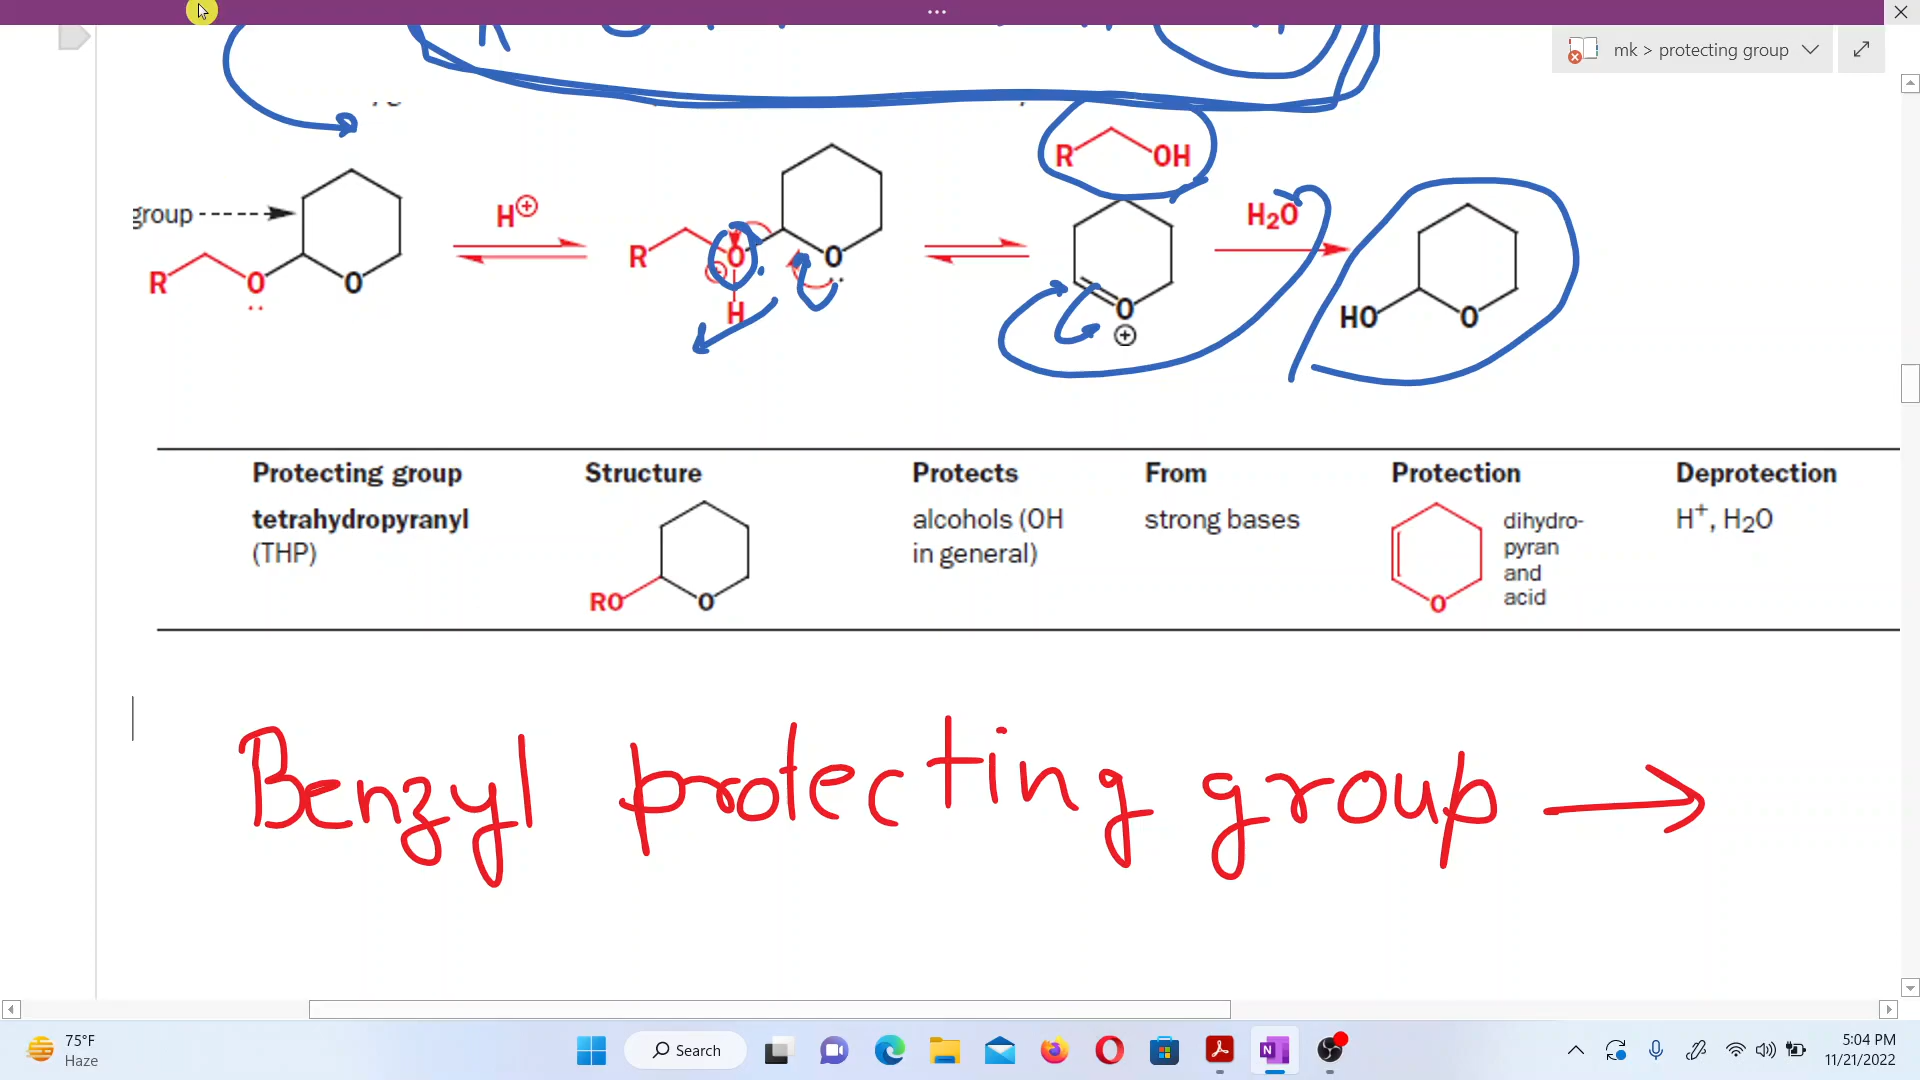 mk > protecting group
R OH
group
H⊕
H2O
R O O
R O O
⊕
H
O
⊕
HO O
Protecting group Structure Protects From Protection Deprotection
tetrahydropyranyl
(THP)
alcohols (OH
in general)
strong bases
dihydro-
pyran
and
acid
H+, H2O
RO O
O
Benzyl protecting group →
75°F
Haze
Search
5:04 PM
11/21/2022